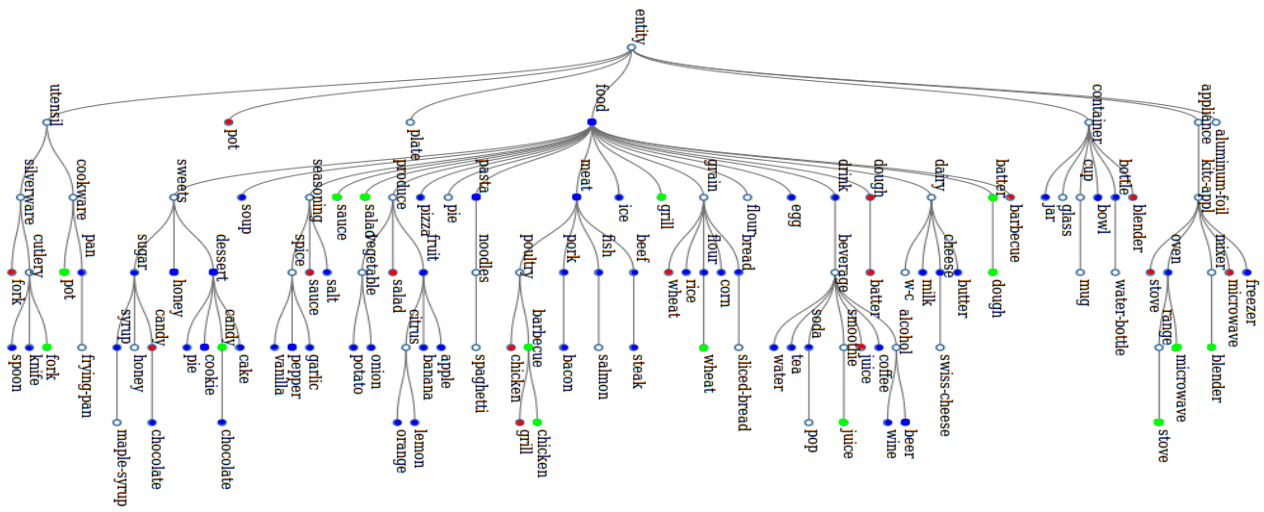 entity
utensil
pot
plate
food
container
appliance
aluminum-foil
silverware
cookware
sweets
soup
seasoning
sauce
salad
produce
pizza
pie
pasta
meat
ice
grill
grain
flour
egg
drink
dough
dairy
batter
barbecue
jar
glass
cup
bowl
bottle
blender
kitc-appl
fork
cutlery
pot
pan
sugar
honey
dessert
spice
sauce
salt
vegetable
salad
fruit
noodles
poultry
pork
fish
beef
wheat
rice
flour
corn
bread
beverage
batter
w-c
milk
cheese
butter
dough
mug
water-bottle
stove
oven
mixer
microwave
freezer
spoon
knife
fork
frying-pan
syrup
honey
candy
pie
cookie
candy
cake
vanilla
pepper
garlic
potato
onion
citrus
banana
apple
spaghetti
chicken
barbecue
bacon
salmon
steak
wheat
sliced-bread
water
tea
soda
smoothie
juice
coffee
alcohol
swiss-cheese
range
microwave
blender
maple-syrup
chocolate
chocolate
orange
lemon
grill
chicken
pop
juice
wine
beer
stove